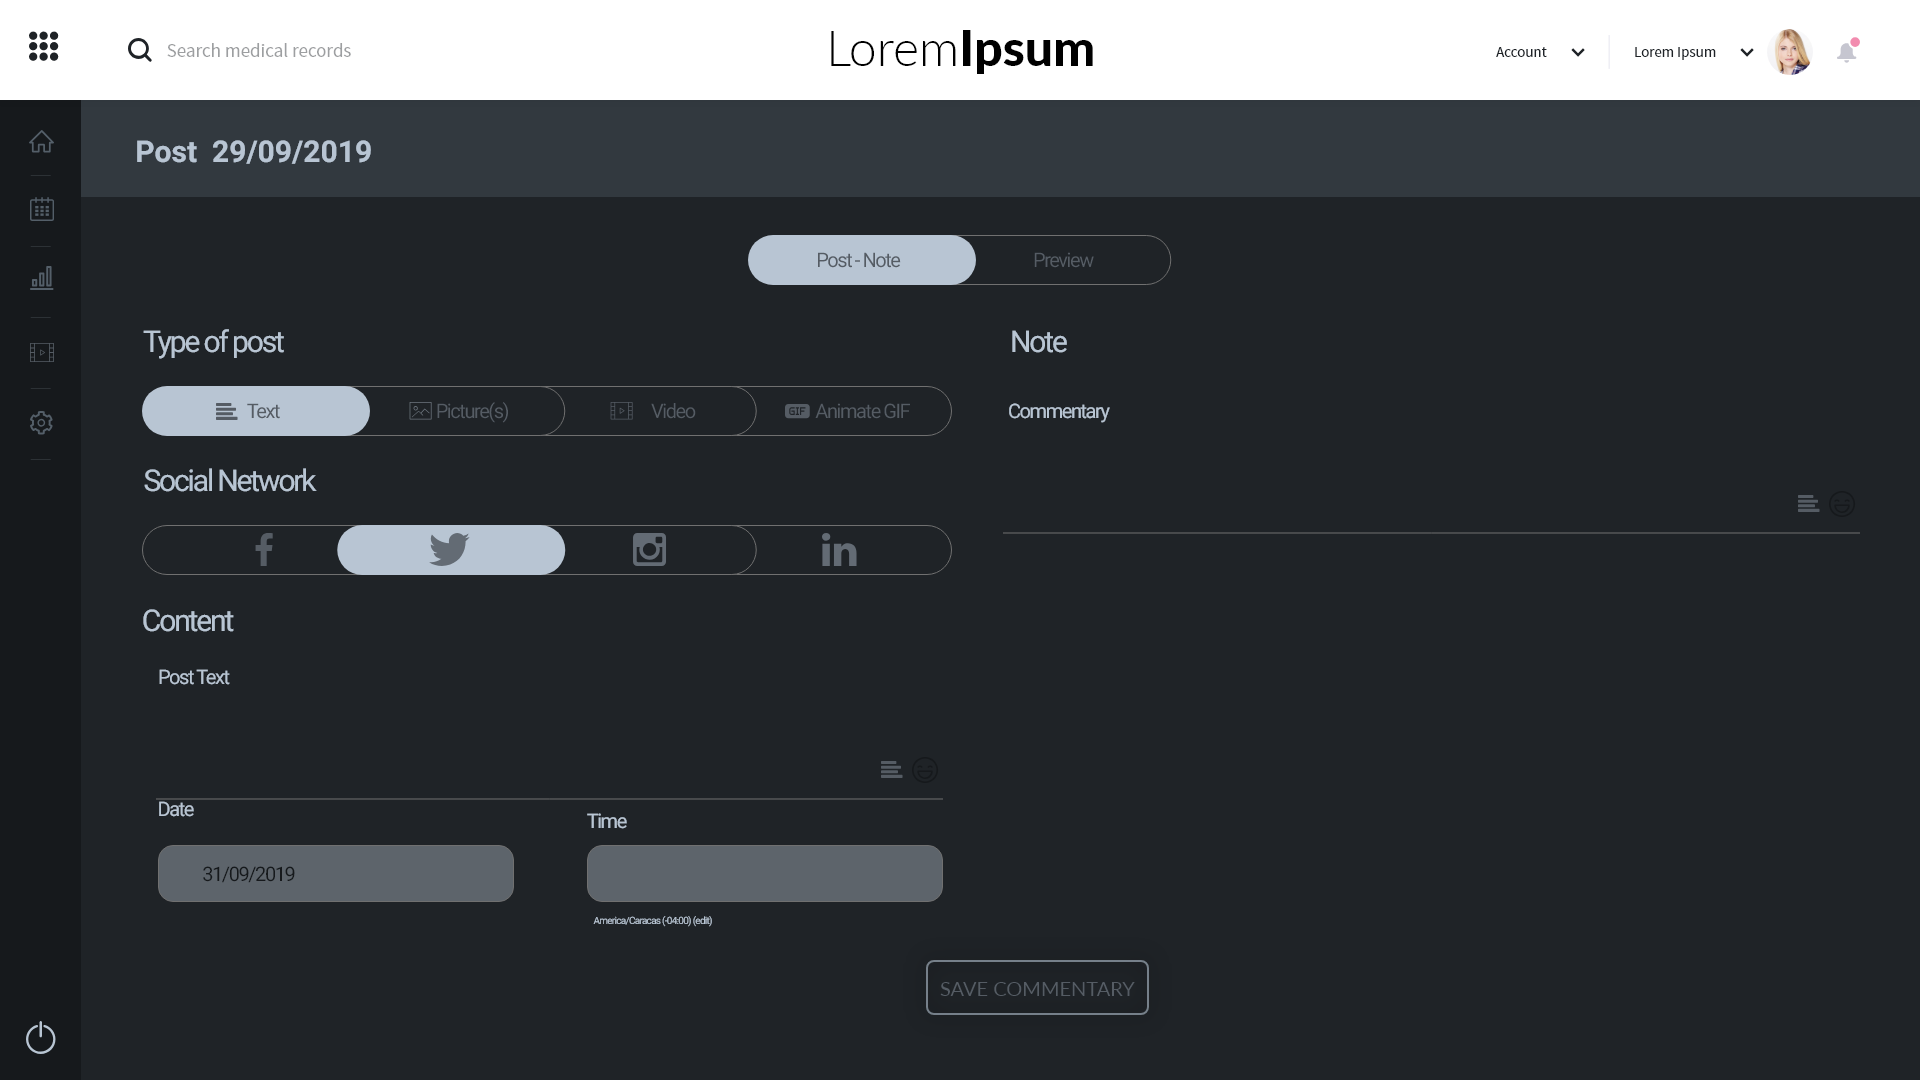 Search medical records
LoremIpsum
Account
Lorem Ipsum
Post 29/09/2019
Post - Note
Preview
Type of post
Text
Picture(s)
Video
GIF Animate GIF
Social Network
f
in
Content
Post Text
Date
31/09/2019
Time
America/Caracas (-04:00) (edit)
Note
Commentary
SAVE COMMENTARY